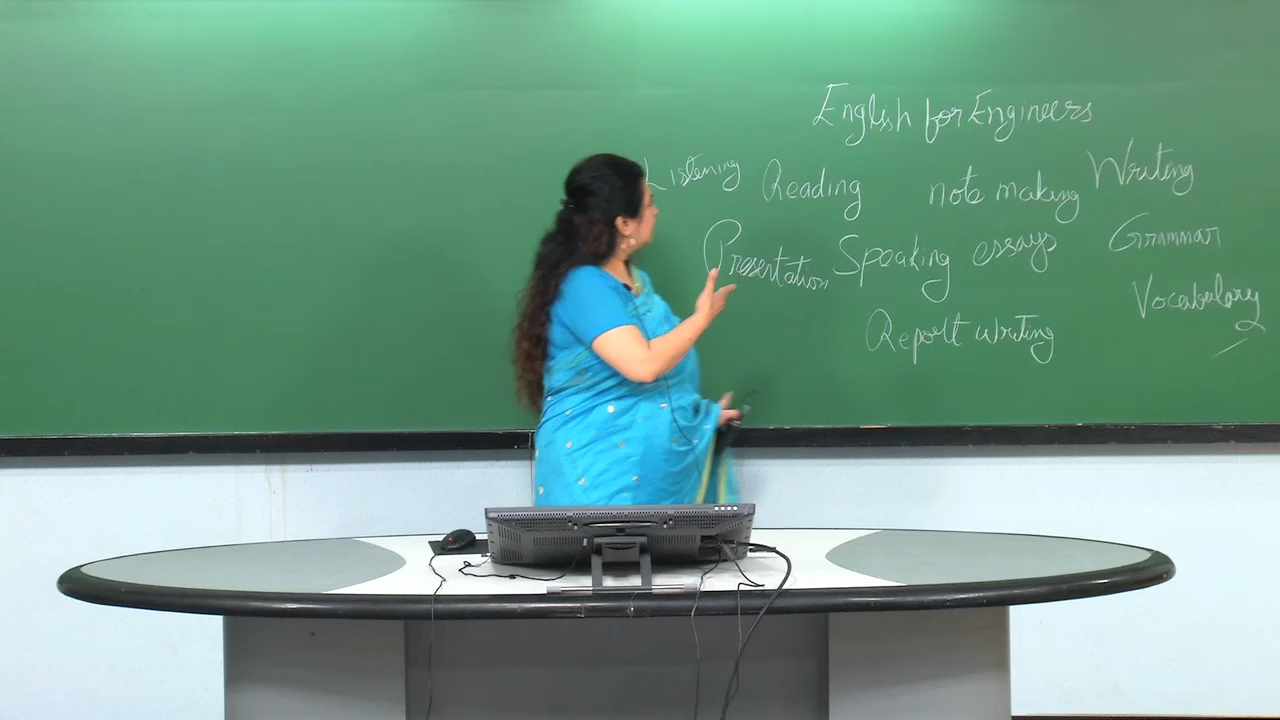 English for Engineers
Listening Reading note making Writing
Presentation Speaking essays Grammar
Report writing Vocabulary